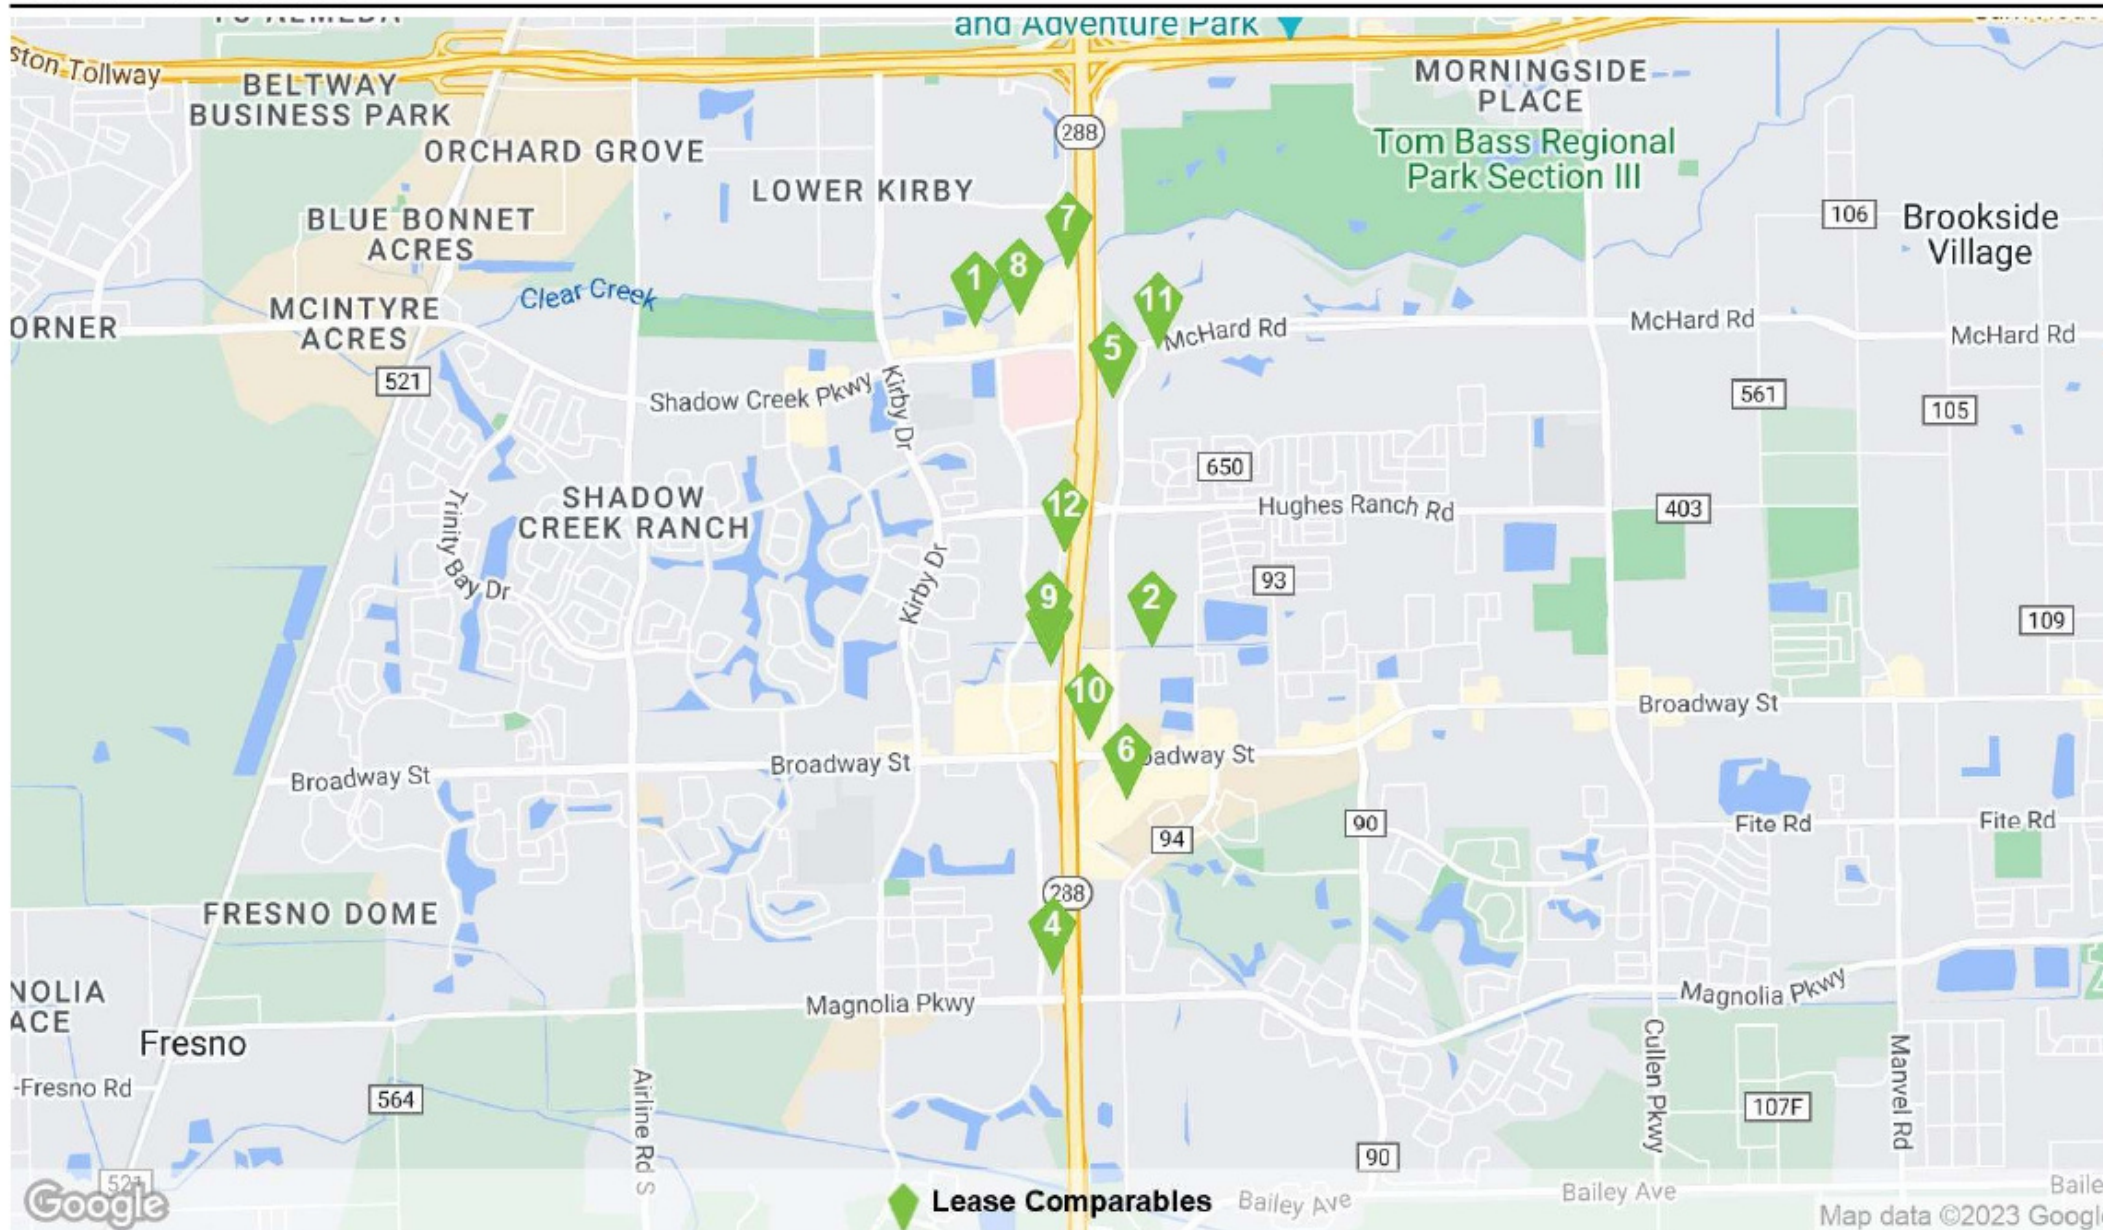 and Adventure Park
ston Tollway
BELTWAY
BUSINESS PARK
MORNINGSIDE
PLACE
288
ORCHARD GROVE
Tom Bass Regional
Park Section III
LOWER KIRBY
BLUE BONNET
ACRES
7
106
Brookside
Village
1
8
Clear Creek
MCINTYRE
ACRES
11
ORNER
McHard Rd
McHard Rd
McHard Rd
5
521
Shadow Creek Pkwy
Kirby Dr
561
105
650
SHADOW
CREEK RANCH
Trinity Bay Dr
12
Hughes Ranch Rd
403
Kirby Dr
93
9
2
109
10
Broadway St
6
oadway St
Broadway St
Broadway St
94
90
Fite Rd
Fite Rd
288
FRESNO DOME
4
NOLIA
ACE
Magnolia Pkwy
Magnolia Pkwy
Fresno
Cullen Pkwy
Manvel Rd
-Fresno Rd
564
Airline Rd S
107F
90
521
Google
Lease Comparables
Bailey Ave
Bailey Ave
Baile
Map data ©2023 Google